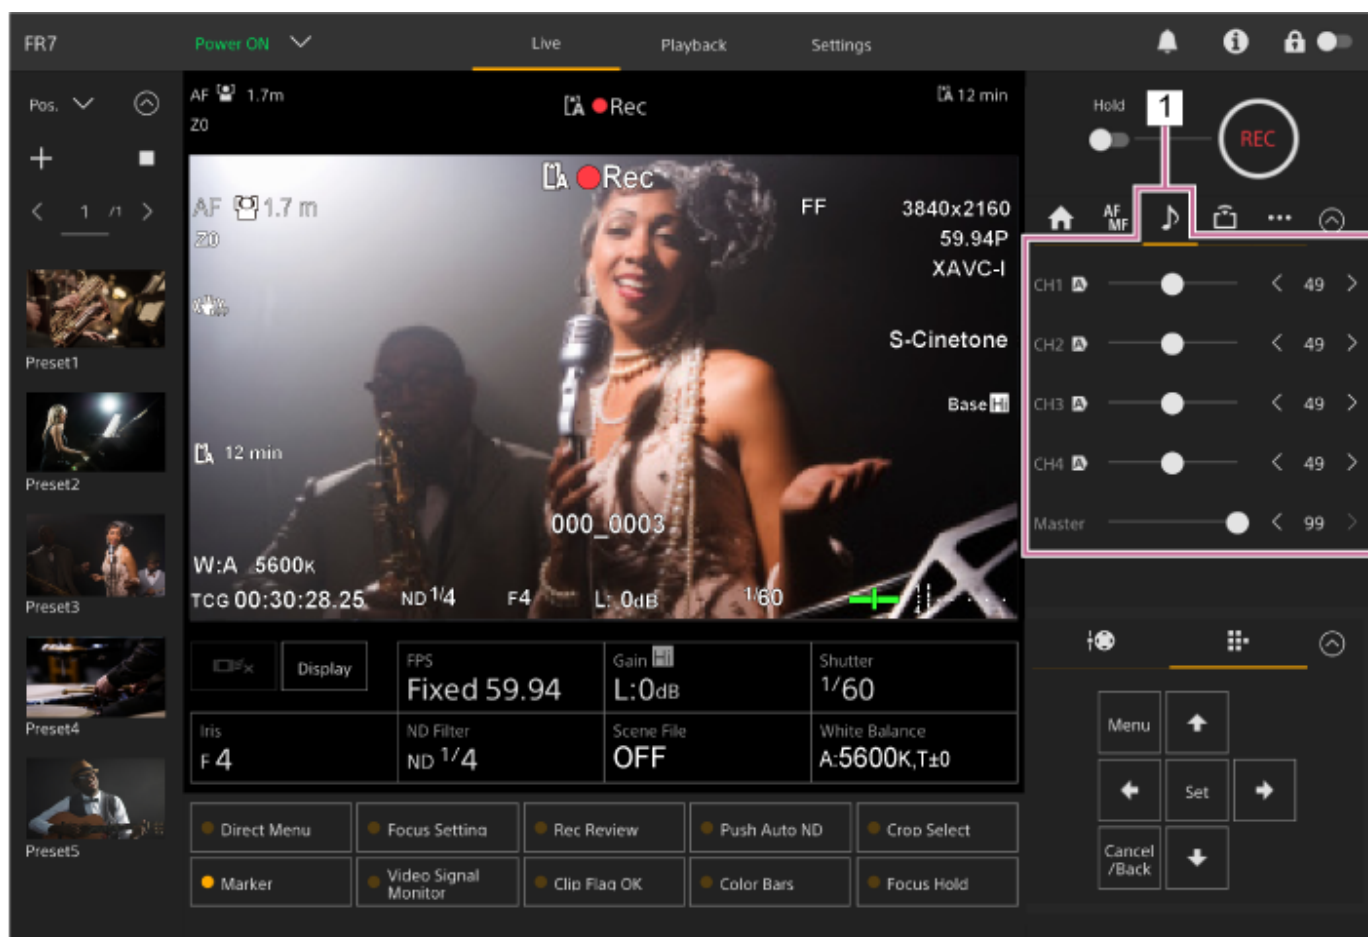 FR7
Power ON
Live
Playback
Settings
Pos.
1 /1
Preset1
Preset2
Preset3
Preset4
Preset5
AF 1.7m
Z0
A Rec
A 12 min
A Rec
AF 1.7 m
Z0
FF
3840x2160
59.94P
XAVC-I
S-Cinetone
Base Hi
A 12 min
000_0003
W:A 5600K
TCG 00:30:28.25 ND 1/4 F4 L: 0dB 1/60
Display
FPS
Fixed 59.94
Gain Hi
L:0dB
Shutter
1/60
Iris
F 4
ND Filter
ND 1/4
Scene File
OFF
White Balance
A:5600K,T±0
Direct Menu
Focus Setting
Rec Review
Push Auto ND
Crop Select
Marker
Video Signal
Monitor
Clip Flag OK
Color Bars
Focus Hold
Hold
1
REC
AF
MF
CH1 A 49
CH2 A 49
CH3 A 49
CH4 A 49
Master 99
Menu
Set
Cancel
/Back